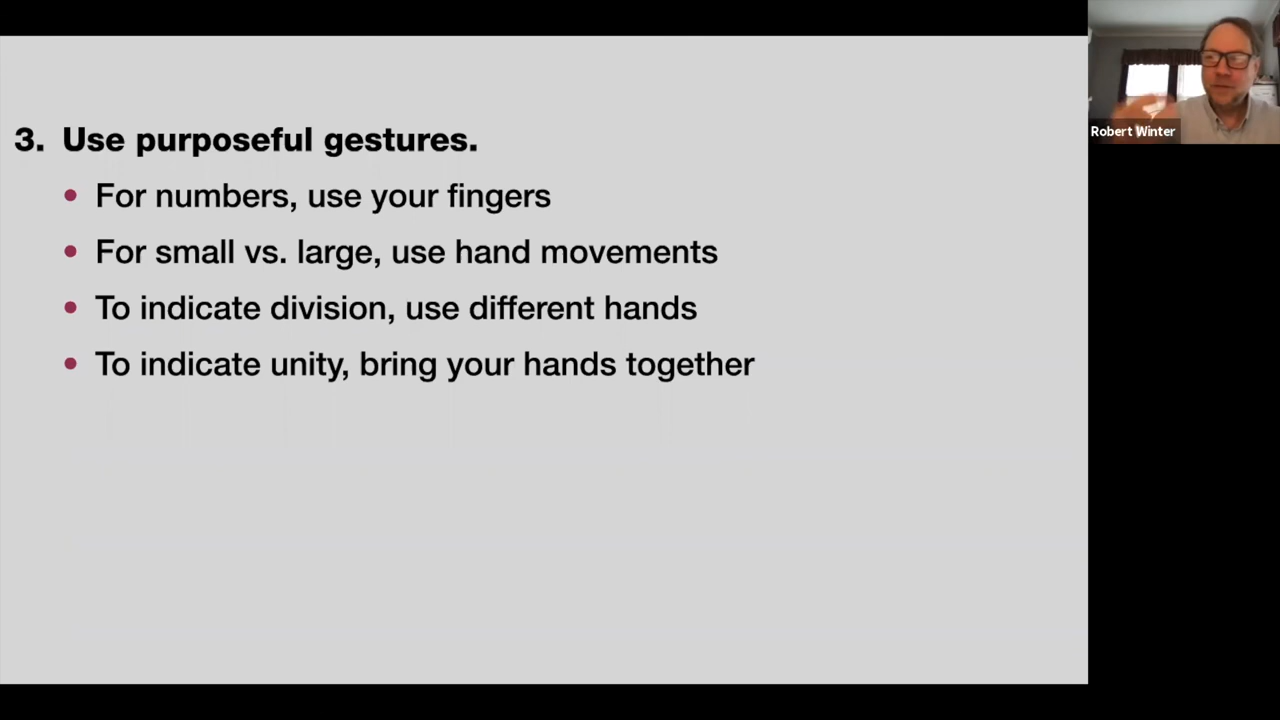 3. Use purposeful gestures.
• For numbers, use your fingers
• For small vs. large, use hand movements
• To indicate division, use different hands
• To indicate unity, bring your hands together
Robert Winter